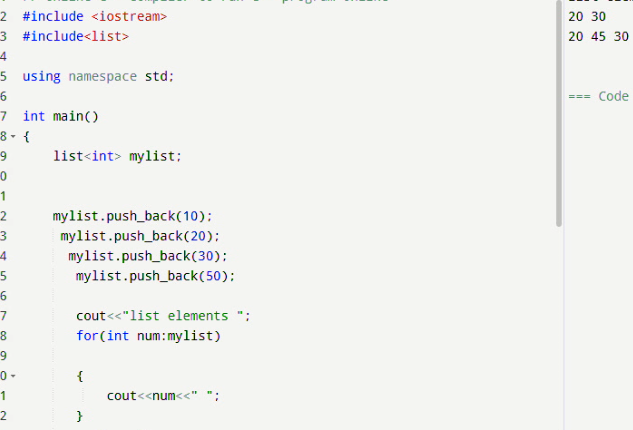 2 #include <iostream>
3 #include<list>
4
5 using namespace std;
6
7 int main()
8 {
9 list<int> mylist;
0
1
2 mylist.push_back(10);
3 mylist.push_back(20);
4 mylist.push_back(30);
5 mylist.push_back(50);
6
7 cout<<"list elements ";
8 for(int num:mylist)
9
0 {
1 cout<<num<<" ";
2 }
20 30
20 45 30
=== Code